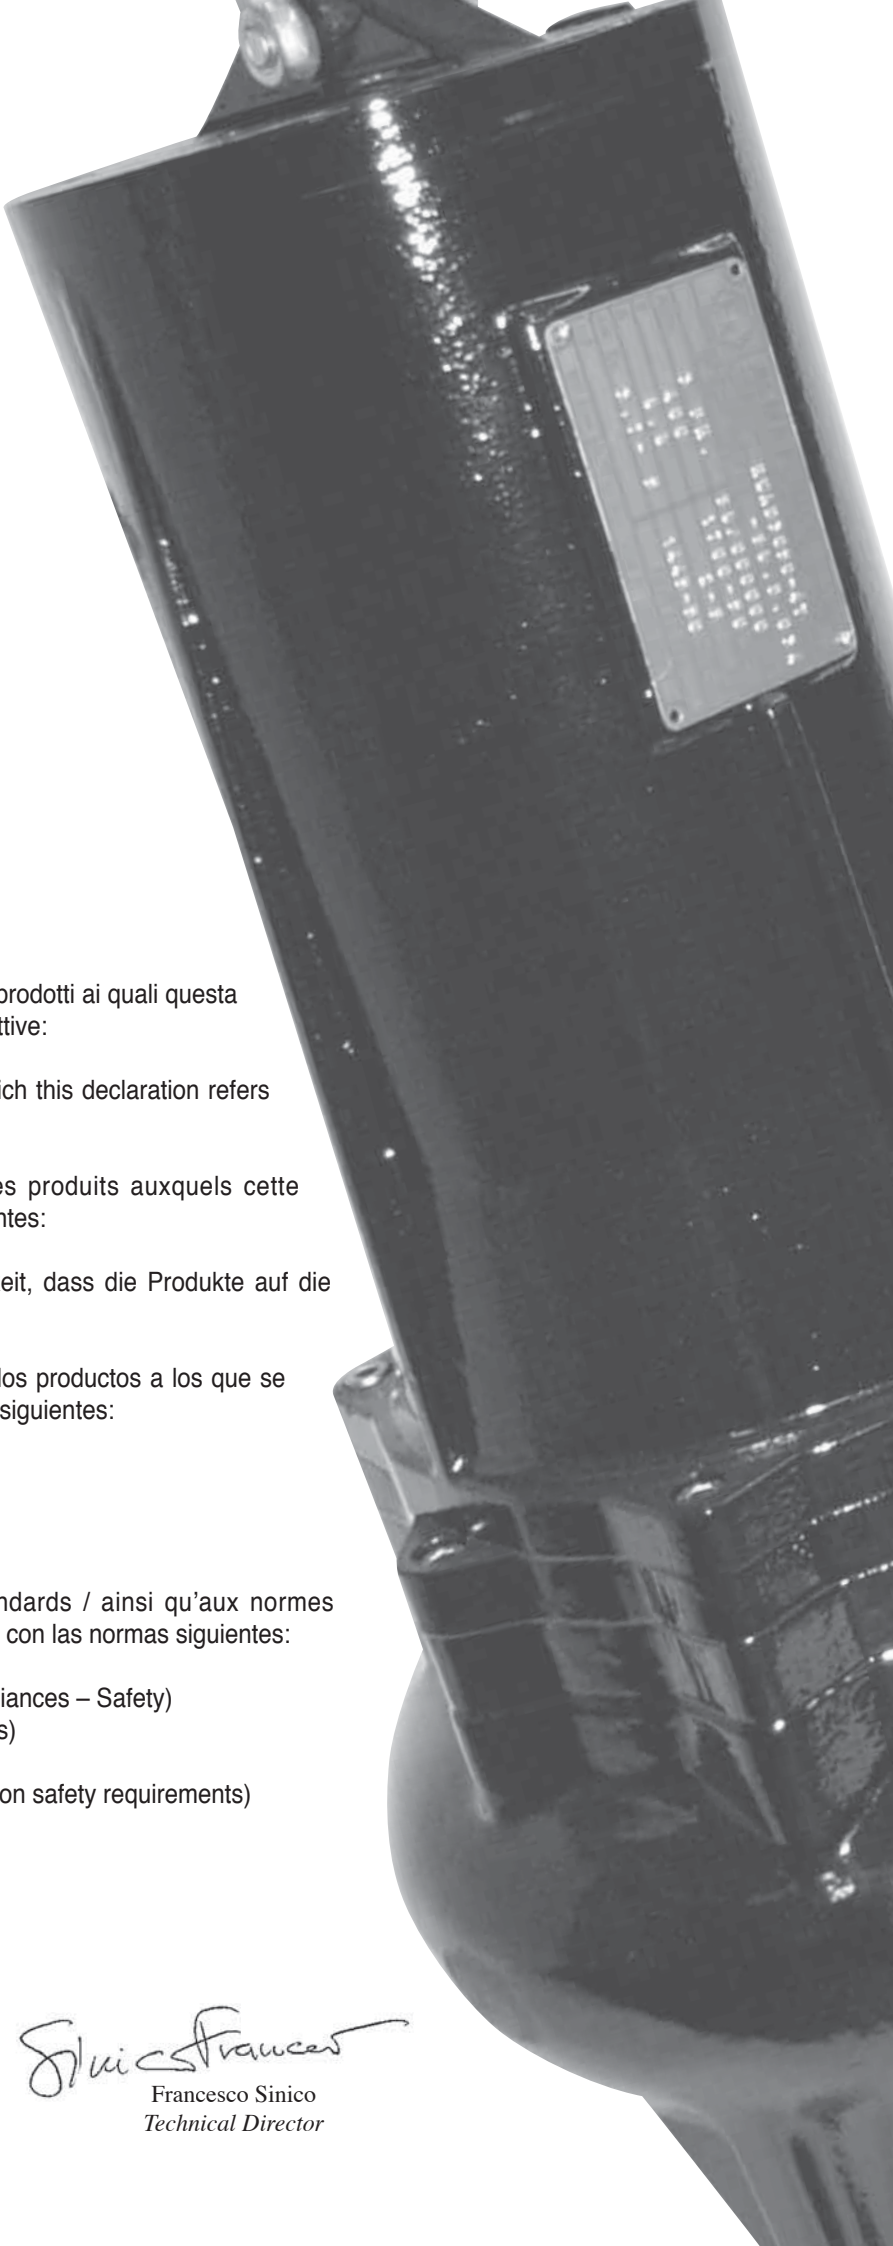 prodotti ai quali questa
ttive:
ich this declaration refers
es produits auxquels cette
ntes:
eit, dass die Produkte auf die
los productos a los que se
siguientes:
ndards / ainsi qu’aux normes
con las normas siguientes:
iances – Safety)
s)
on safety requirements)
Francesco Sinico
Technical Director